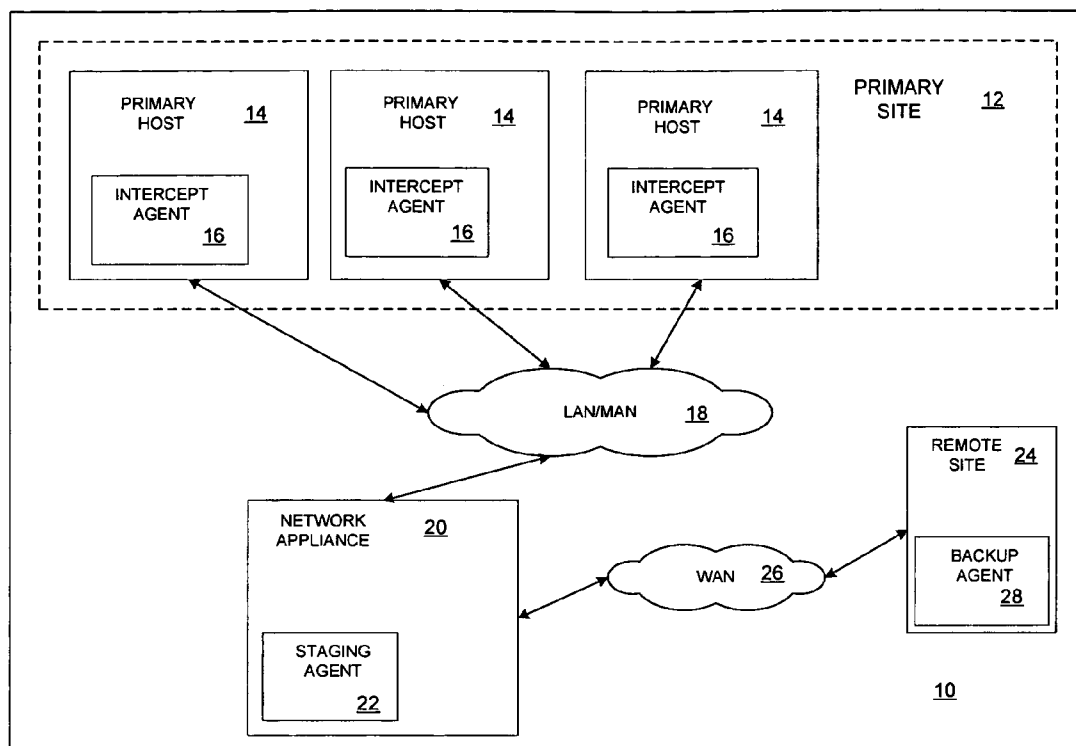 PRIMARY
HOST
14
INTERCEPT
AGENT
16
PRIMARY
HOST
14
INTERCEPT
AGENT
16
PRIMARY
HOST
14
INTERCEPT
AGENT
16
PRIMARY
SITE
12
LAN/MAN
18
NETWORK
APPLIANCE
20
STAGING
AGENT
22
WAN
26
REMOTE
SITE
24
BACKUP
AGENT
28
10